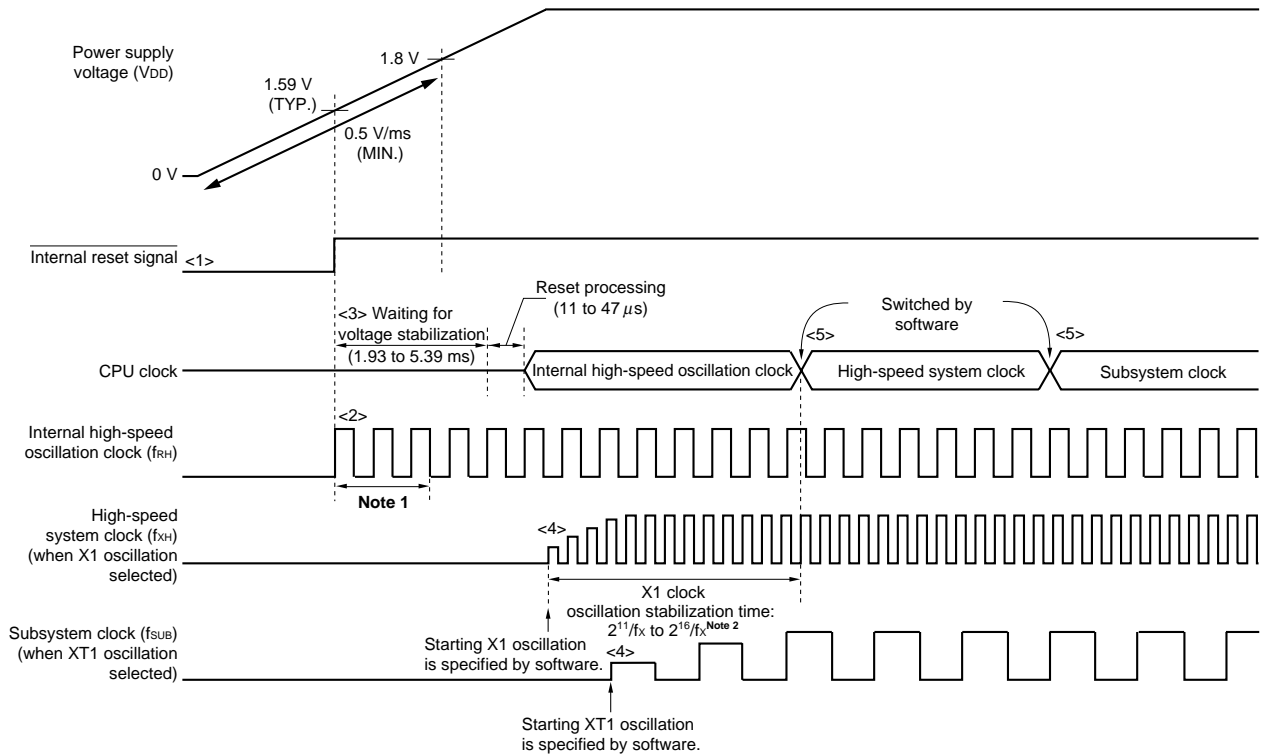 Power supply
voltage (VDD)
1.8 V
1.59 V
(TYP.)
0.5 V/ms
(MIN.)
0 V
Internal reset signal
<1>
Reset processing
(11 to 47 μs)
<3> Waiting for
voltage stabilization
(1.93 to 5.39 ms)
Switched by
software
<5>
<5>
CPU clock
Internal high-speed oscillation clock
High-speed system clock
Subsystem clock
<2>
Internal high-speed
oscillation clock (fRH)
Note 1
High-speed
system clock (fXH)
(when X1 oscillation
selected)
<4>
X1 clock
oscillation stabilization time:
2^11/fX to 2^16/fX Note 2
Starting X1 oscillation
is specified by software.
Subsystem clock (fSUB)
(when XT1 oscillation
selected)
<4>
Starting XT1 oscillation
is specified by software.